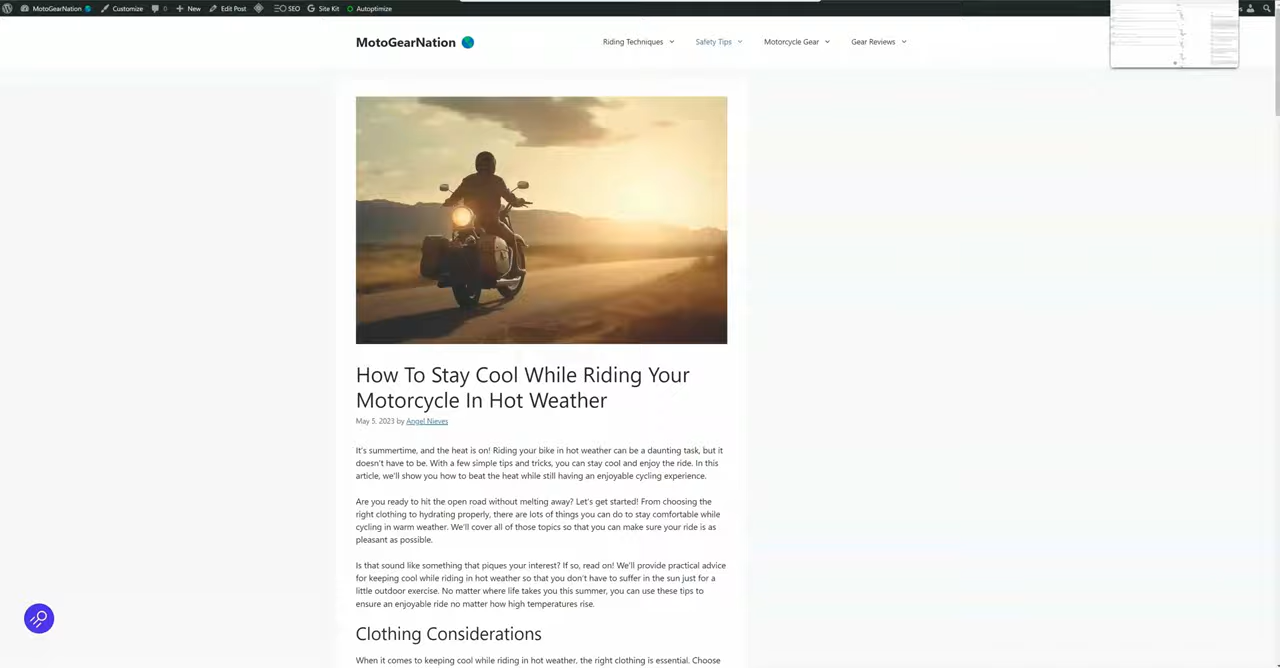 MotoGearNation
Customize
0
New
Edit Post
SEO
Site Kit
Autoptimize
MotoGearNation
Riding Techniques
Safety Tips
Motorcycle Gear
Gear Reviews
How To Stay Cool While Riding Your
Motorcycle In Hot Weather
May 5, 2023 by Angel Nieves
It's summertime, and the heat is on! Riding your bike in hot weather can be a daunting task, but it
doesn't have to be. With a few simple tips and tricks, you can stay cool and enjoy the ride. In this
article, we'll show you how to beat the heat while still having an enjoyable cycling experience.
Are you ready to hit the open road without melting away? Let's get started! From choosing the
right clothing to hydrating properly, there are lots of things you can do to stay comfortable while
cycling in warm weather. We'll cover all of those topics so that you can make sure your ride is as
pleasant as possible.
Is that sound like something that piques your interest? If so, read on! We'll provide practical advice
for keeping cool while riding in hot weather so that you don't have to suffer in the sun just for a
little outdoor exercise. No matter where life takes you this summer, you can use these tips to
ensure an enjoyable ride no matter how high temperatures rise.
Clothing Considerations
When it comes to keeping cool while riding in hot weather, the right clothing is essential. Choose